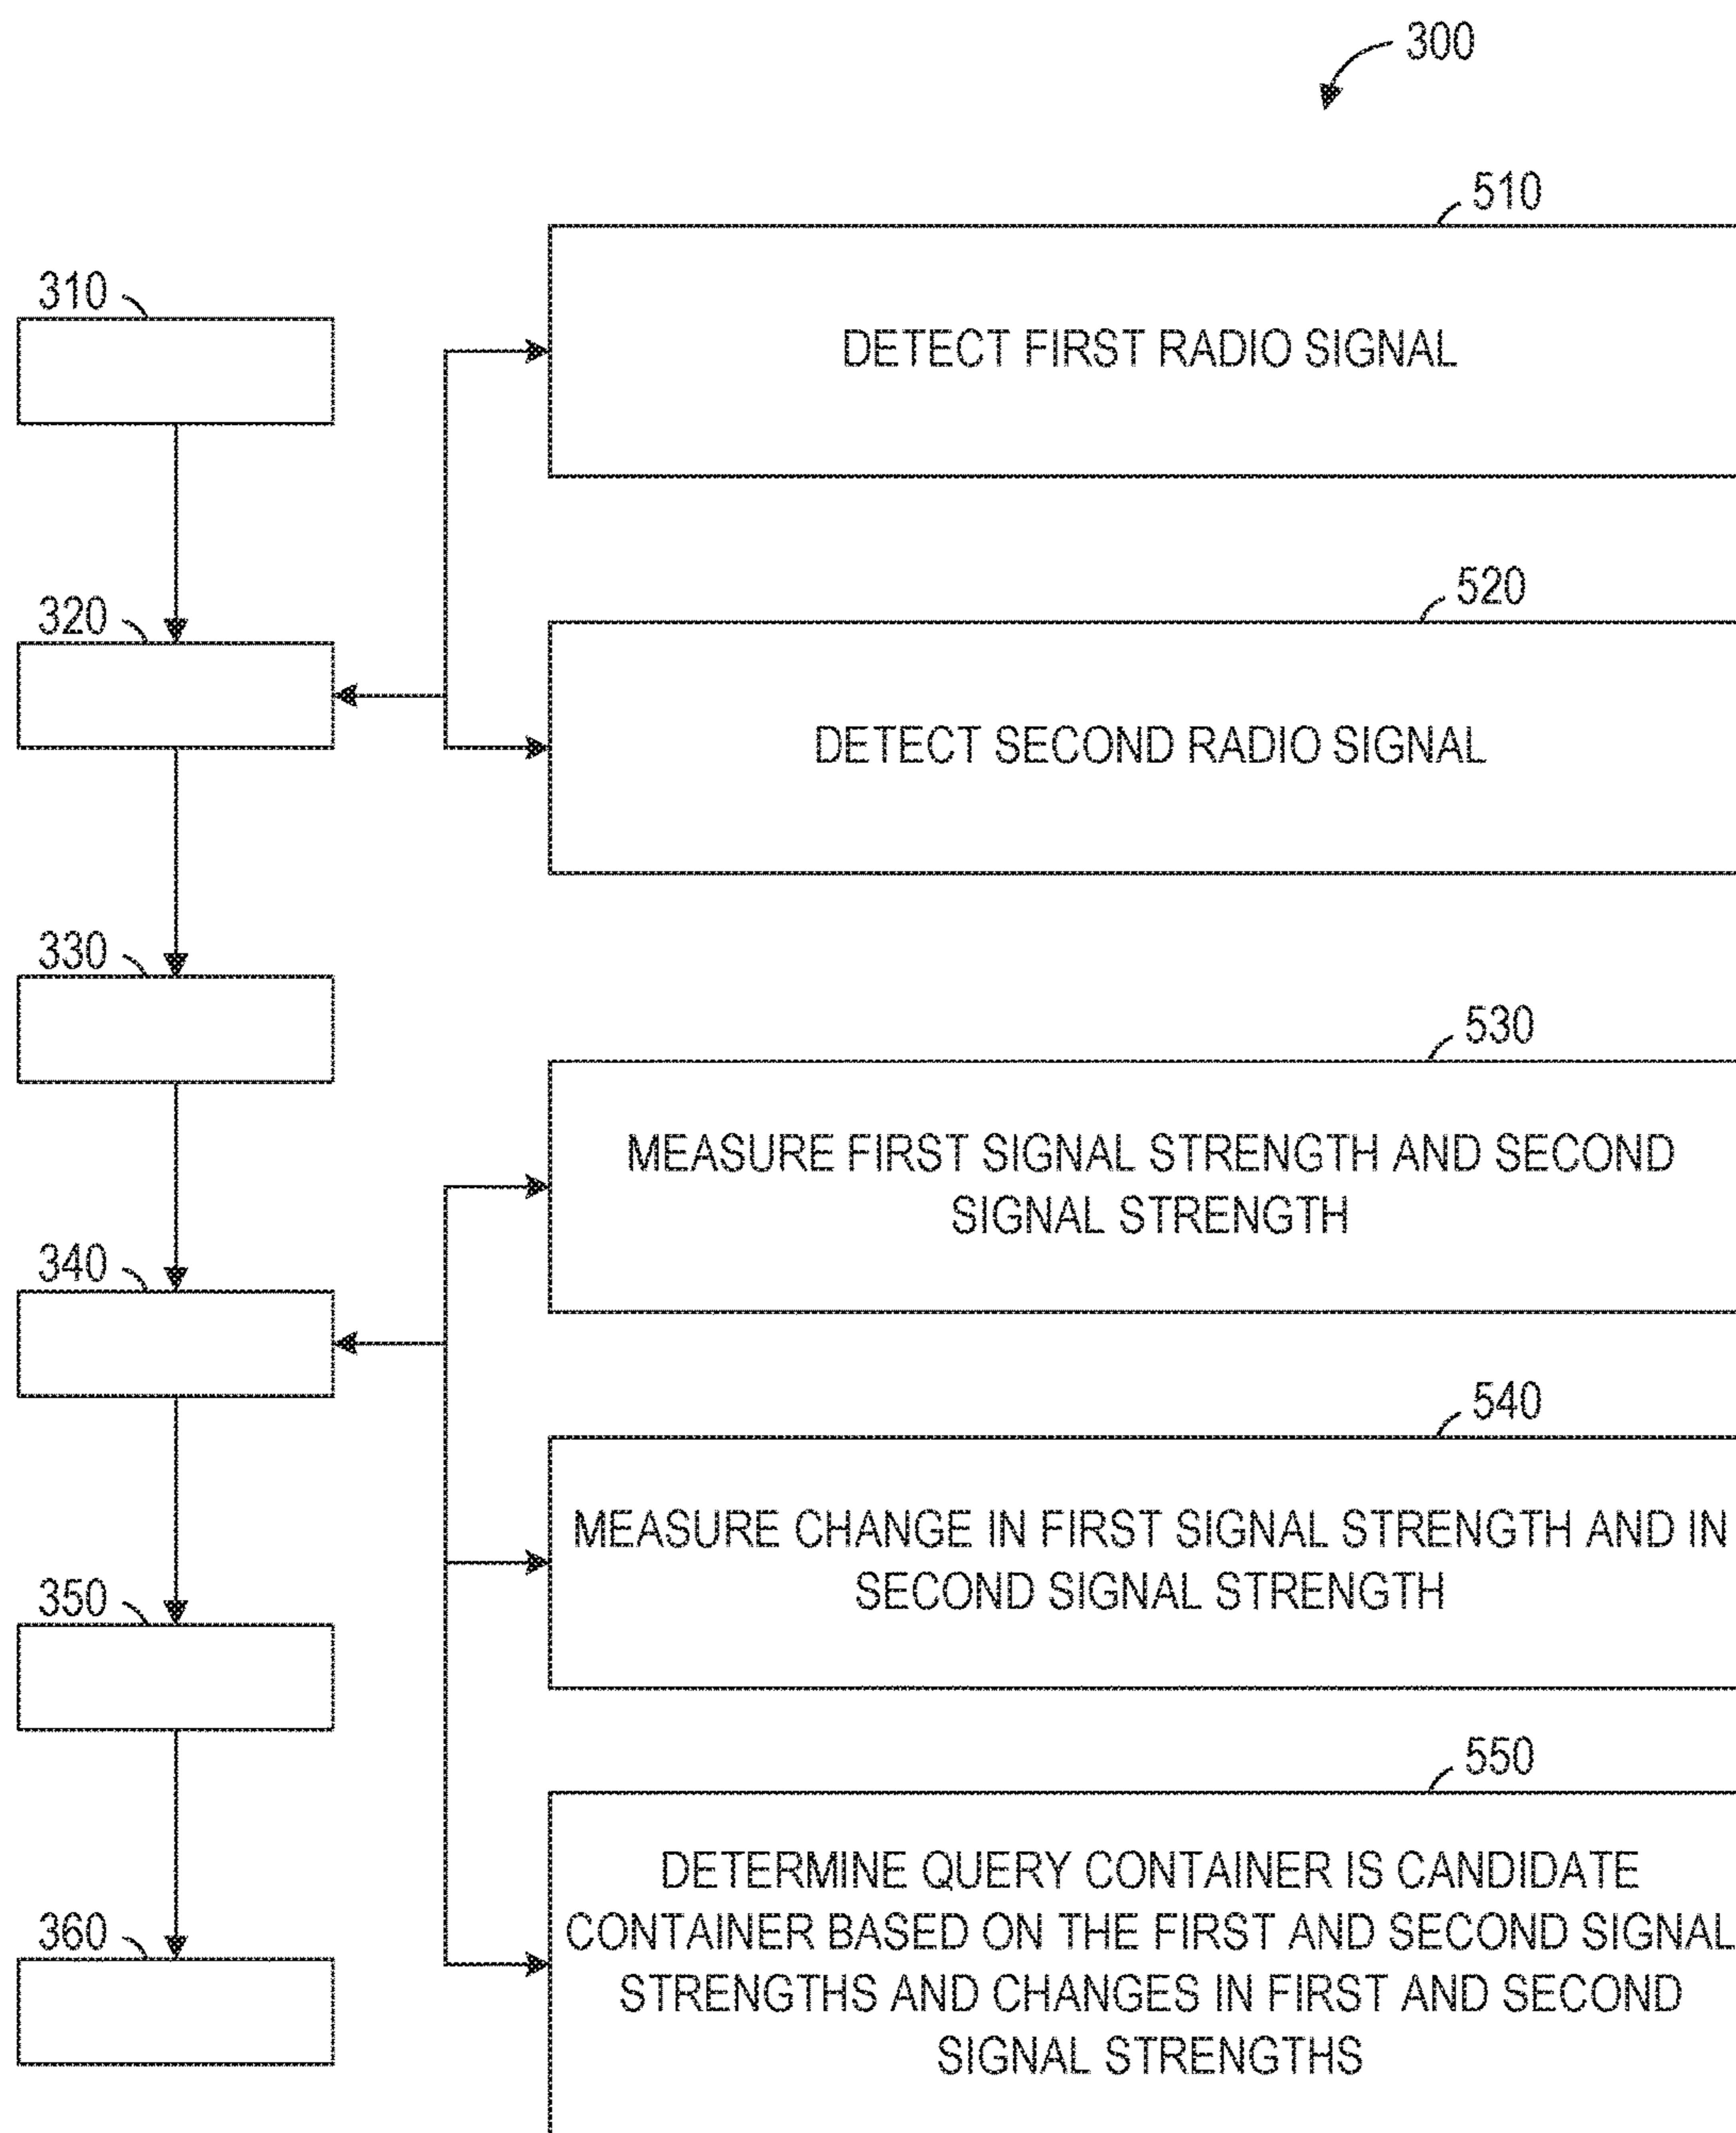 300
510
310
DETECT FIRST RADIO SIGNAL
520
320
DETECT SECOND RADIO SIGNAL
330
530
MEASURE FIRST SIGNAL STRENGTH AND SECOND
SIGNAL STRENGTH
340
540
MEASURE CHANGE IN FIRST SIGNAL STRENGTH AND IN
SECOND SIGNAL STRENGTH
350
550
DETERMINE QUERY CONTAINER IS CANDIDATE
CONTAINER BASED ON THE FIRST AND SECOND SIGNAL
STRENGTHS AND CHANGES IN FIRST AND SECOND
SIGNAL STRENGTHS
360